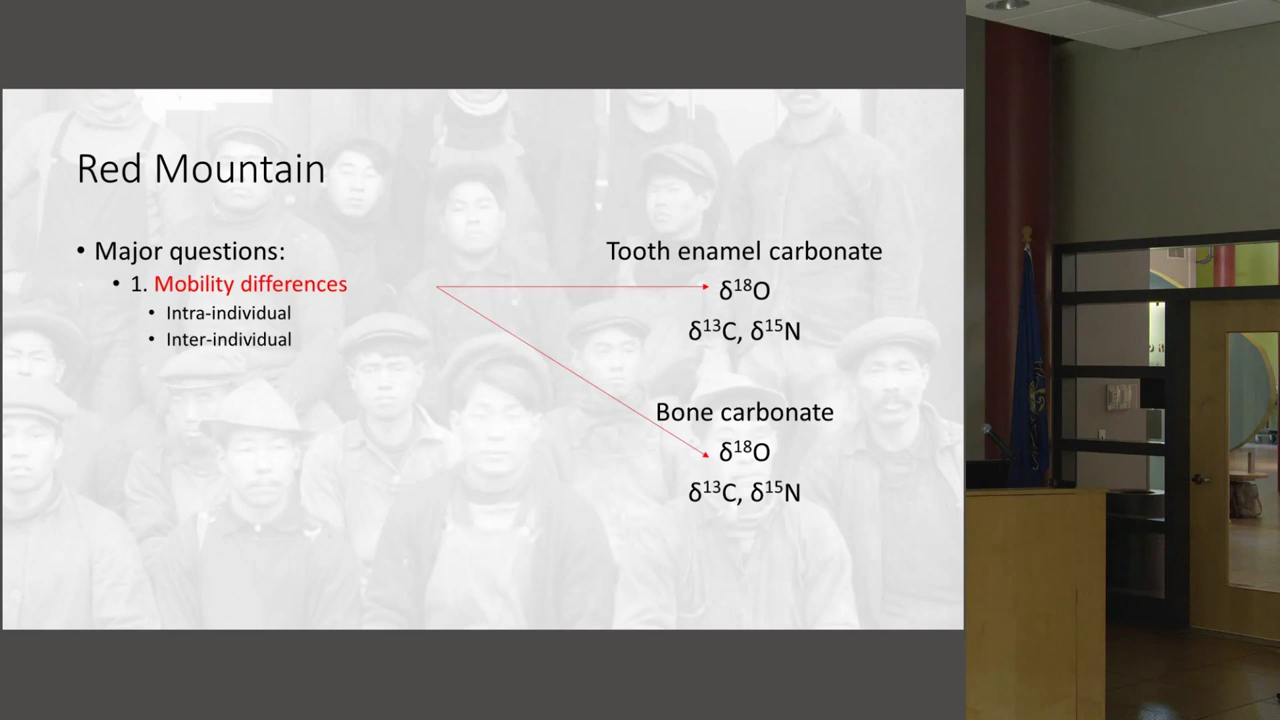 Red Mountain
• Major questions:
• 1. Mobility differences
• Intra-individual
• Inter-individual
Tooth enamel carbonate
δ¹⁸O
δ¹³C, δ¹⁵N
Bone carbonate
δ¹⁸O
δ¹³C, δ¹⁵N